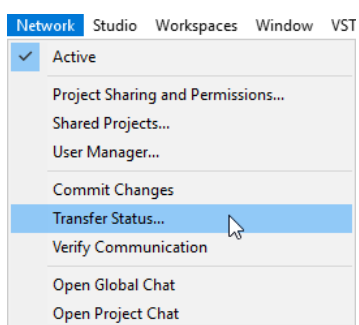 Network Studio Workspaces Window VST
Active
Project Sharing and Permissions...
Shared Projects...
User Manager...
Commit Changes
Transfer Status...
Verify Communication
Open Global Chat
Open Project Chat